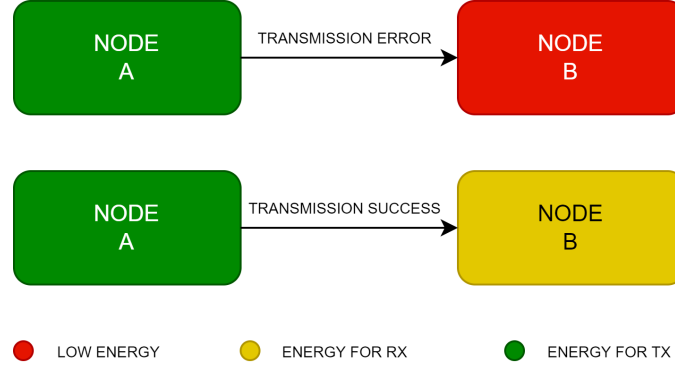 NODE
A
TRANSMISSION ERROR
NODE
B
NODE
A
TRANSMISSION SUCCESS
NODE
B
LOW ENERGY
ENERGY FOR RX
ENERGY FOR TX